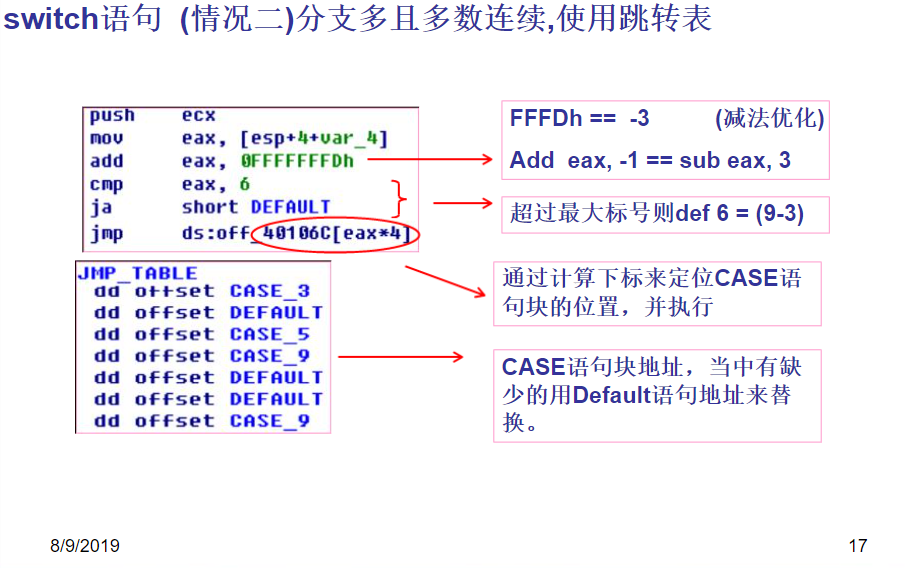 switch语句 (情况二)分支多且多数连续,使用跳转表
push ecx
mov eax, [esp+4+var_4]
add eax, 0FFFFFFFDh
cmp eax, 6
ja short DEFAULT
jmp ds:off_40106C[eax*4]
FFFDh == -3 (减法优化)
Add eax, -1 == sub eax, 3
超过最大标号则def 6 = (9-3)
JMP_TABLE
dd offset CASE_3
dd offset DEFAULT
dd offset CASE_5
dd offset CASE_9
dd offset DEFAULT
dd offset DEFAULT
dd offset CASE_9
通过计算下标来定位CASE语
句块的位置，并执行
CASE语句块地址，当中有缺
少的用Default语句地址来替
换。
8/9/2019
17